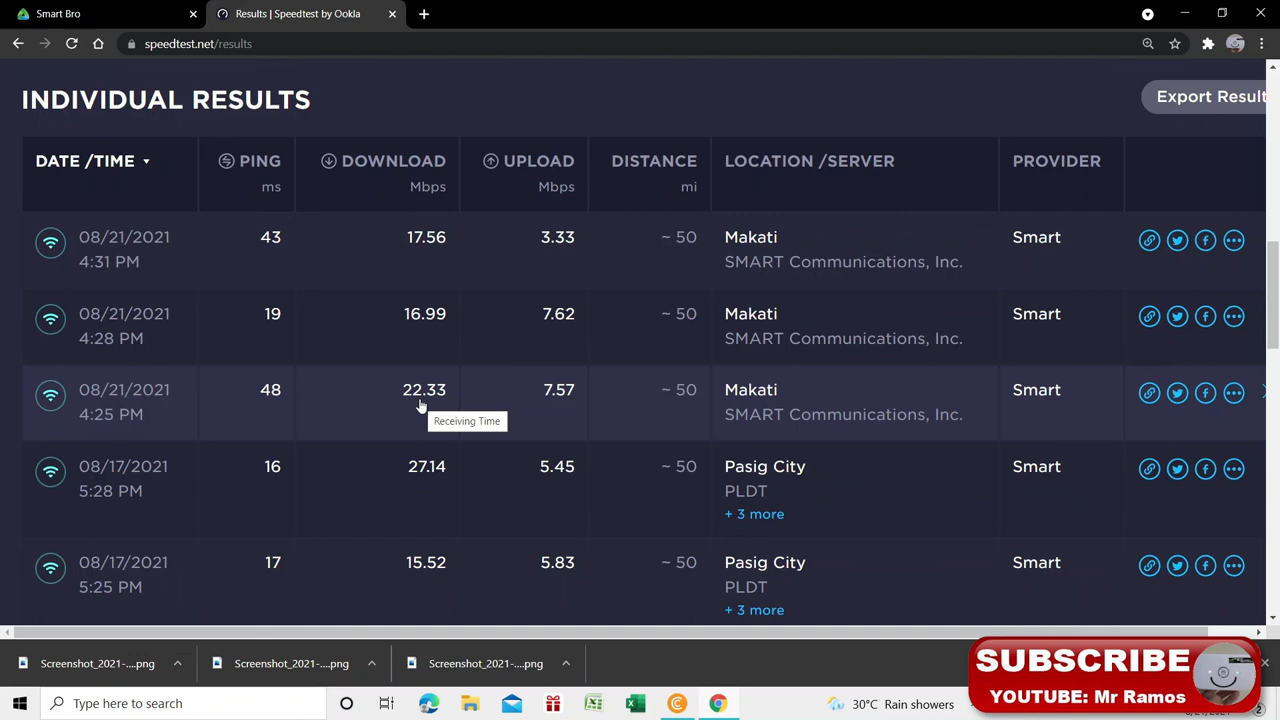 Smart Bro
Results | Speedtest by Ookla
speedtest.net/results
INDIVIDUAL RESULTS
Export Result
DATE /TIME PING DOWNLOAD UPLOAD DISTANCE LOCATION /SERVER PROVIDER
ms Mbps Mbps mi
08/21/2021 43 17.56 3.33 ~ 50 Makati Smart
4:31 PM SMART Communications, Inc.
08/21/2021 19 16.99 7.62 ~ 50 Makati Smart
4:28 PM SMART Communications, Inc.
08/21/2021 48 22.33 7.57 ~ 50 Makati Smart
4:25 PM SMART Communications, Inc.
Receiving Time
08/17/2021 16 27.14 5.45 ~ 50 Pasig City Smart
5:28 PM PLDT
+ 3 more
08/17/2021 17 15.52 5.83 ~ 50 Pasig City Smart
5:25 PM PLDT
+ 3 more
Screenshot_2021-....png Screenshot_2021-....png Screenshot_2021-....png
SUBSCRIBE
YOUTUBE: Mr Ramos
Type here to search
30°C Rain showers